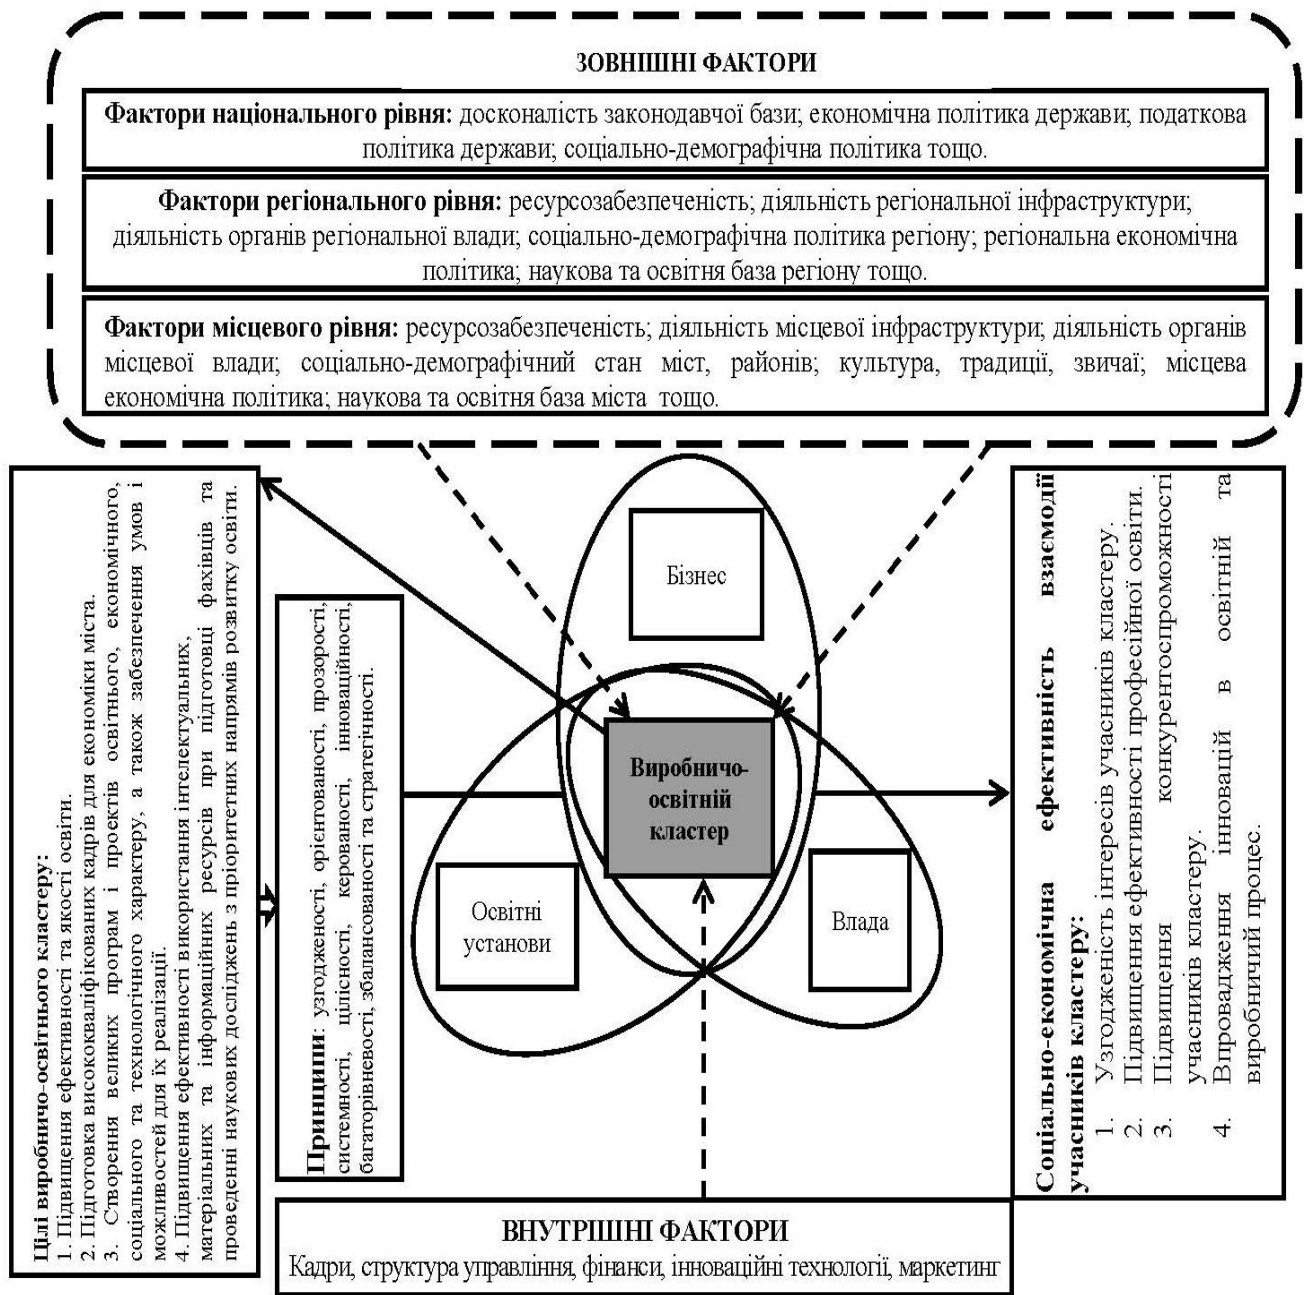 ЗОВНІШНІ ФАКТОРИ
Фактори національного рівня: досконалість законодавчої бази; економічна політика держави; податкова
політика держави; соціально-демографічна політика тощо.
Фактори регіонального рівня: ресурсозабезпеченість; діяльність регіональної інфраструктури;
діяльність органів регіональної влади; соціально-демографічна політика регіону; регіональна економічна
політика; наукова та освітня база регіону тощо.
Фактори місцевого рівня: ресурсозабезпеченість; діяльність місцевої інфраструктури; діяльність органів
місцевої влади; соціально-демографічний стан міст, районів; культура, традиції, звичаї; місцева
економічна політика; наукова та освітня база міста тощо.
Цілі виробничо-освітнього кластеру:
1. Підвищення ефективності та якості освіти.
2. Підготовка висококваліфікованих кадрів для економіки міста.
3. Створення великих програм і проектів освітнього, економічного,
соціального та технологічного характеру, а також забезпечення умов і
можливостей для їх реалізації.
4. Підвищення ефективності використання інтелектуальних,
матеріальних та інформаційних ресурсів при підготовці фахівців та
проведенні наукових досліджень з пріоритетних напрямів розвитку освіти.
Принципи: узгодженості, орієнтованості, прозорості,
системності, цілісності, керованості, інноваційності,
багаторівневості, збалансованості та стратегічності.
Бізнес
Виробничо-
освітній
кластер
Освітні
установи
Влада
Соціально-економічна ефективність взаємодії
учасників кластеру:
1. Узгодженість інтересів учасників кластеру.
2. Підвищення ефективності професійної освіти.
3. Підвищення конкурентоспроможності
учасників кластеру.
4. Впровадження інновацій в освітній та
виробничий процес.
ВНУТРІШНІ ФАКТОРИ
Кадри, структура управління, фінанси, інноваційні технології, маркетинг